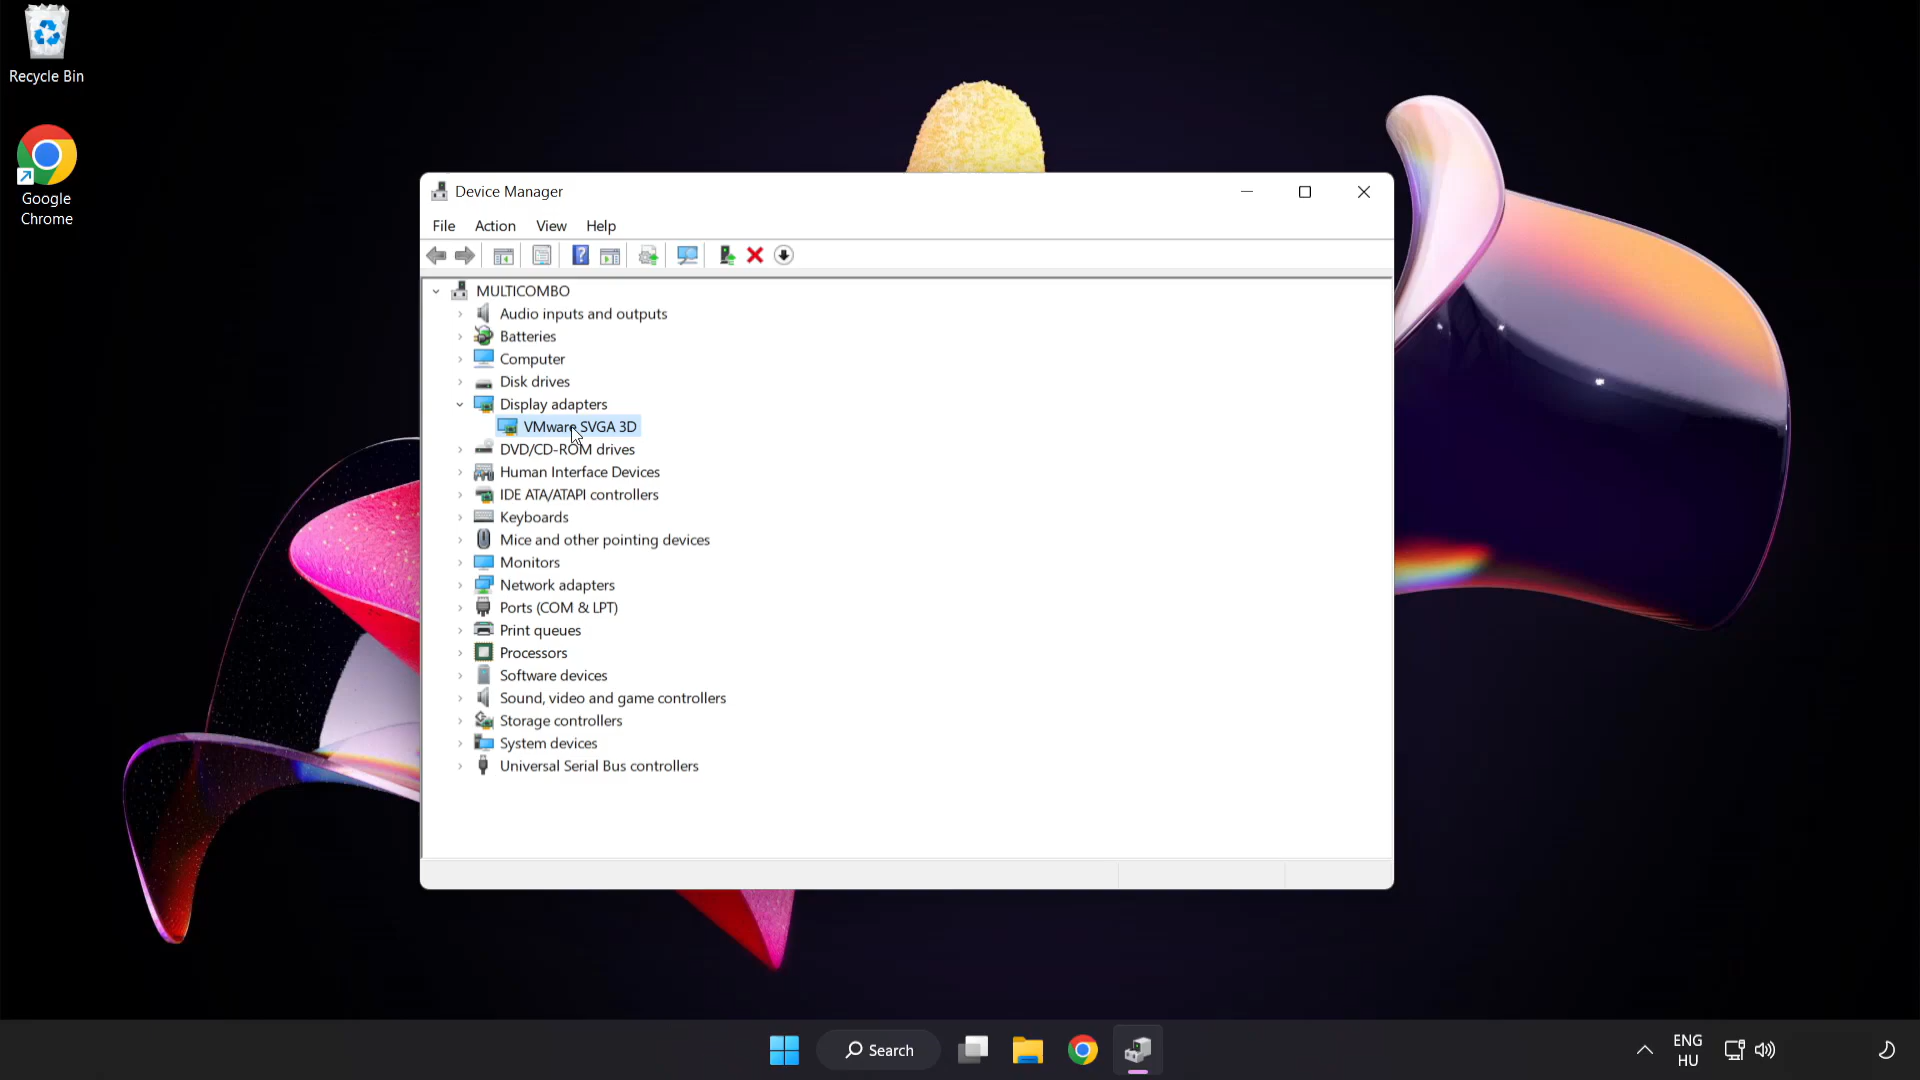 Recycle Bin
Google
Chrome
Device Manager
File Action View Help
MULTICOMBO
Audio inputs and outputs
Batteries
Computer
Disk drives
Display adapters
VMware SVGA 3D
DVD/CD-ROM drives
Human Interface Devices
IDE ATA/ATAPI controllers
Keyboards
Mice and other pointing devices
Monitors
Network adapters
Ports (COM & LPT)
Print queues
Processors
Software devices
Sound, video and game controllers
Storage controllers
System devices
Universal Serial Bus controllers
Search
ENG
HU